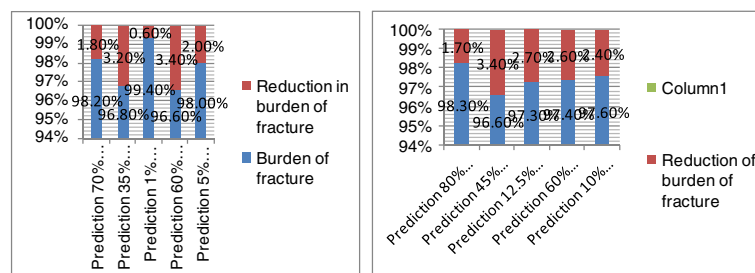 100%
99%
98%
97%
96%
95%
94%
1.80%
3.20%
0.60%
3.40%
2.00%
98.20%
96.80%
99.40%
96.60%
98.00%
Prediction 70 %...
Prediction 35 %...
Prediction 1% ...
Prediction 60%...
Prediction 5% ...
Reduction in
burden of
fracture
Burden of
fracture
100%
99%
98%
97%
96%
95%
94%
1.70%
3.40%
2.70%
2.60%
2.40%
98.30%
96.60%
97.30%
97.40%
97.60%
Prediction 80%...
Prediction 45%...
Prediction 12.5%...
Prediction 60%...
Prediction 10%...
Column1
Reduction of
burden of
fracture